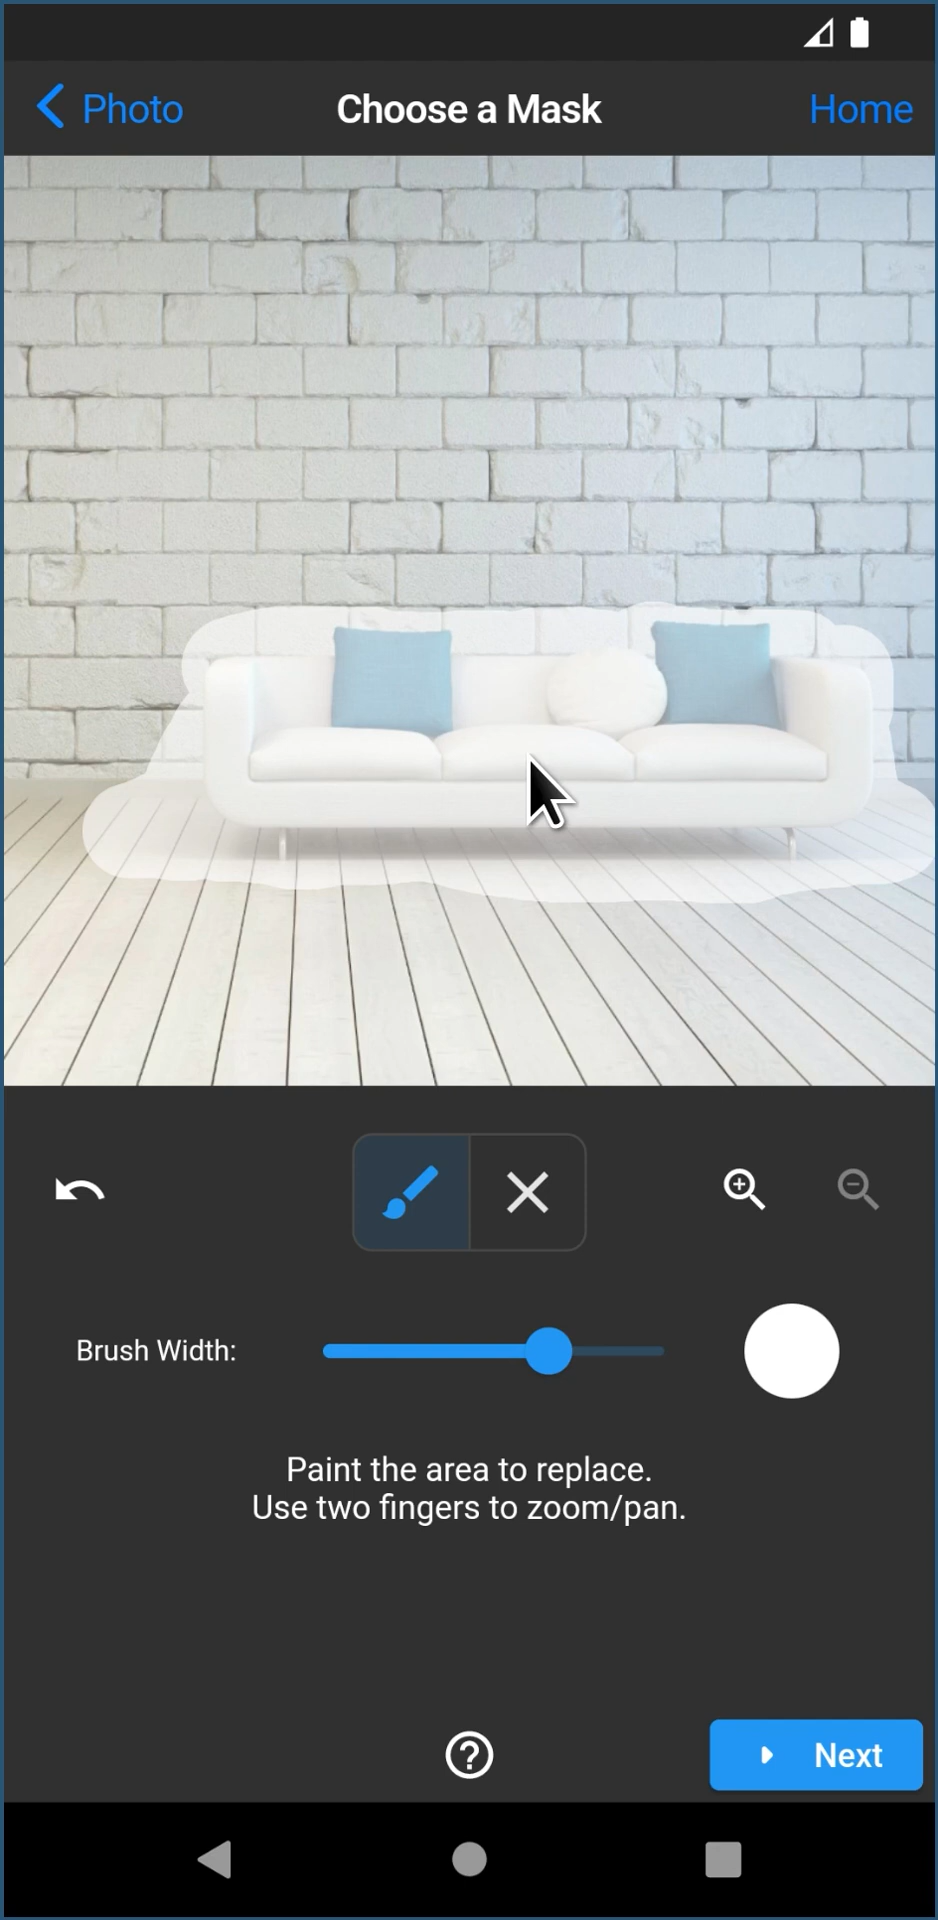 Photo
Choose a Mask
Home
Brush Width:
Paint the area to replace.
Use two fingers to zoom/pan.
Next